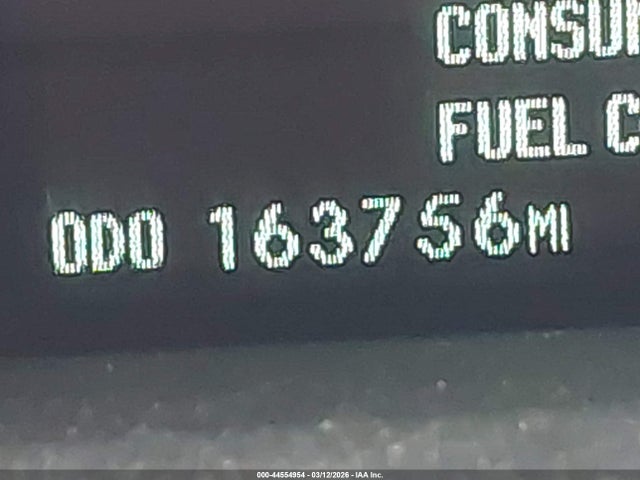 CONSU
FUEL C
ODO 163756MI
000-44554954 - 03/12/2026 - IAA Inc.